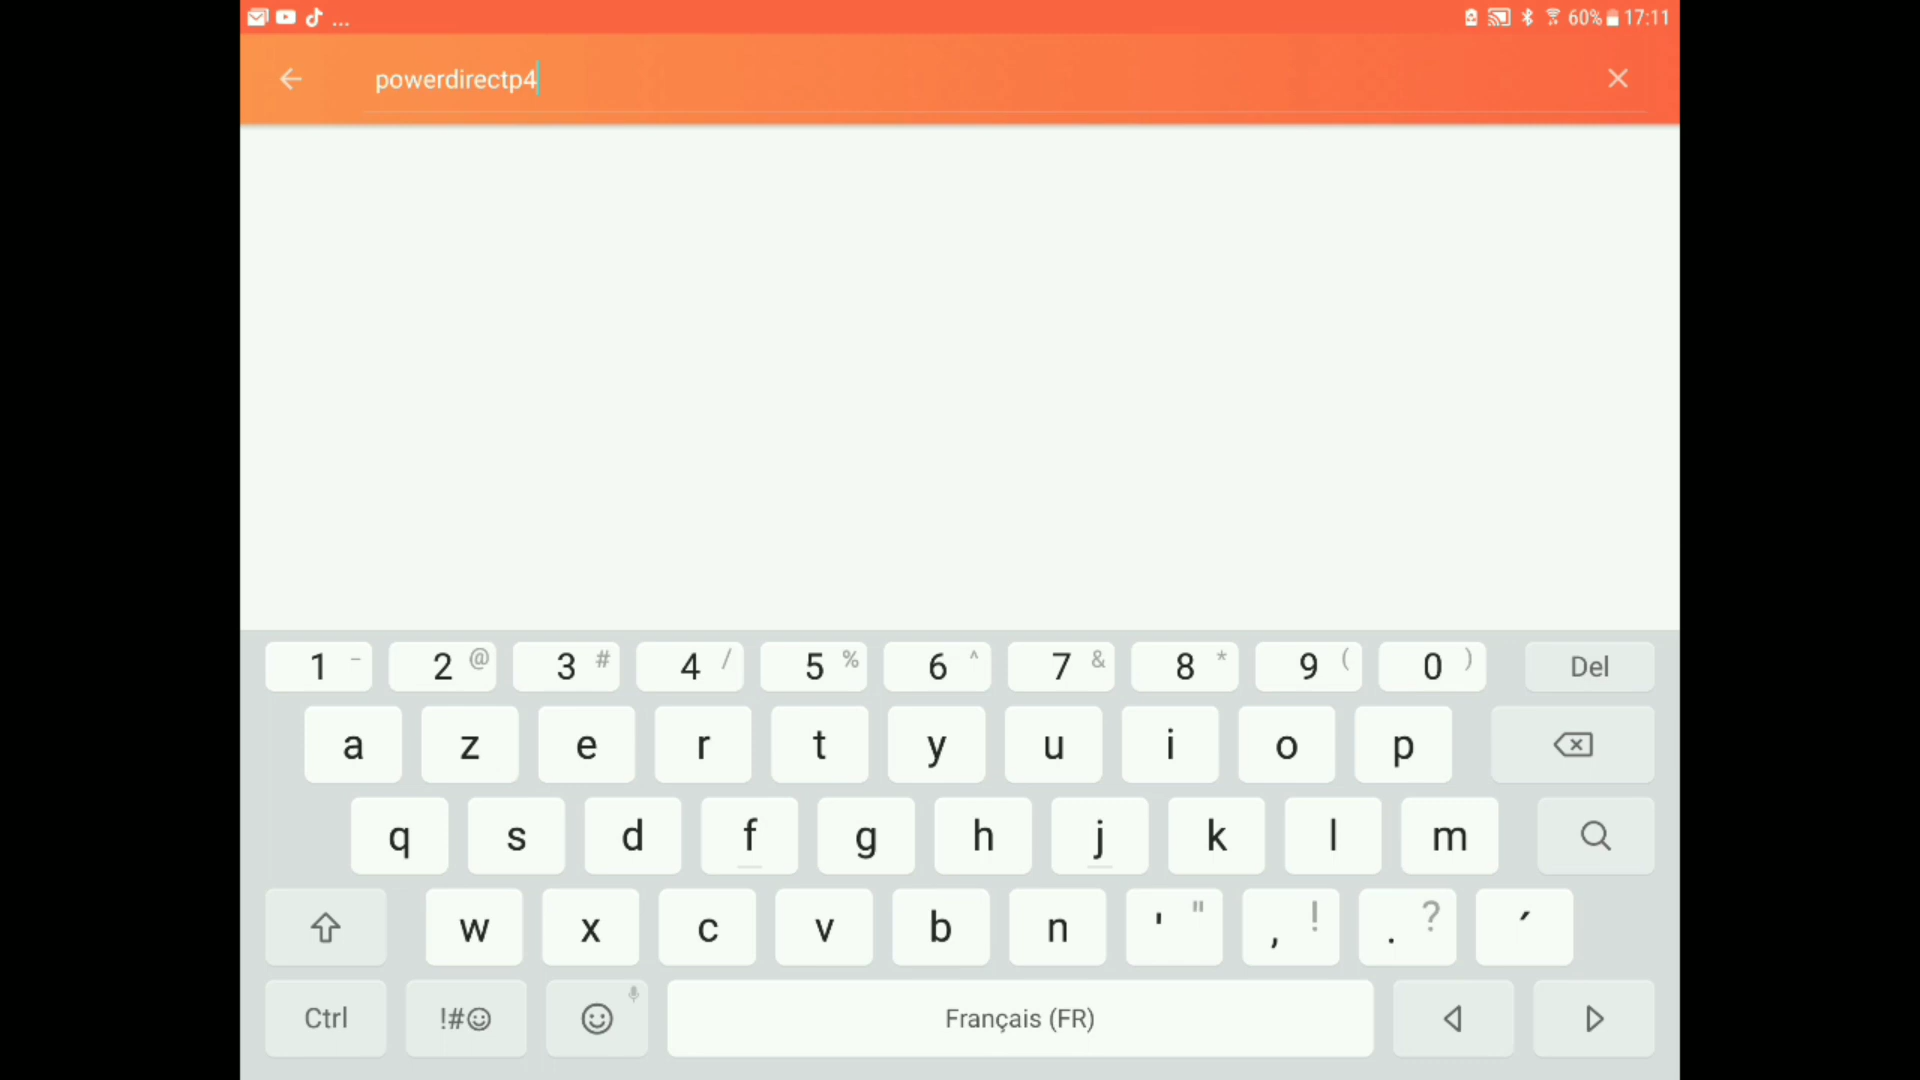 ... 60% 17:11
powerdirectp4
1 - 2 @ 3 # 4 / 5 % 6 ^ 7 & 8 * 9 ( 0 ) Del
a z e r t y u i o p
q s d f g h j k l m
w x c v b n ' " , ! . ? ´
Ctrl !#☺ Français (FR)